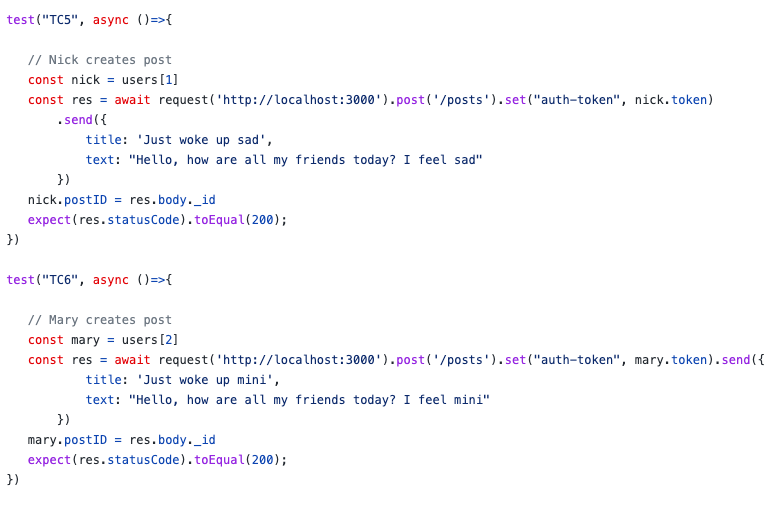 test("TC5", async ()=>{
// Nick creates post
const nick = users[1]
const res = await request('http://localhost:3000').post('/posts').set("auth-token", nick.token)
.send({
title: 'Just woke up sad',
text: "Hello, how are all my friends today? I feel sad"
})
nick.postID = res.body._id
expect(res.statusCode).toEqual(200);
})
test("TC6", async ()=>{
// Mary creates post
const mary = users[2]
const res = await request('http://localhost:3000').post('/posts').set("auth-token", mary.token).send({
title: 'Just woke up mini',
text: "Hello, how are all my friends today? I feel mini"
})
mary.postID = res.body._id
expect(res.statusCode).toEqual(200);
})